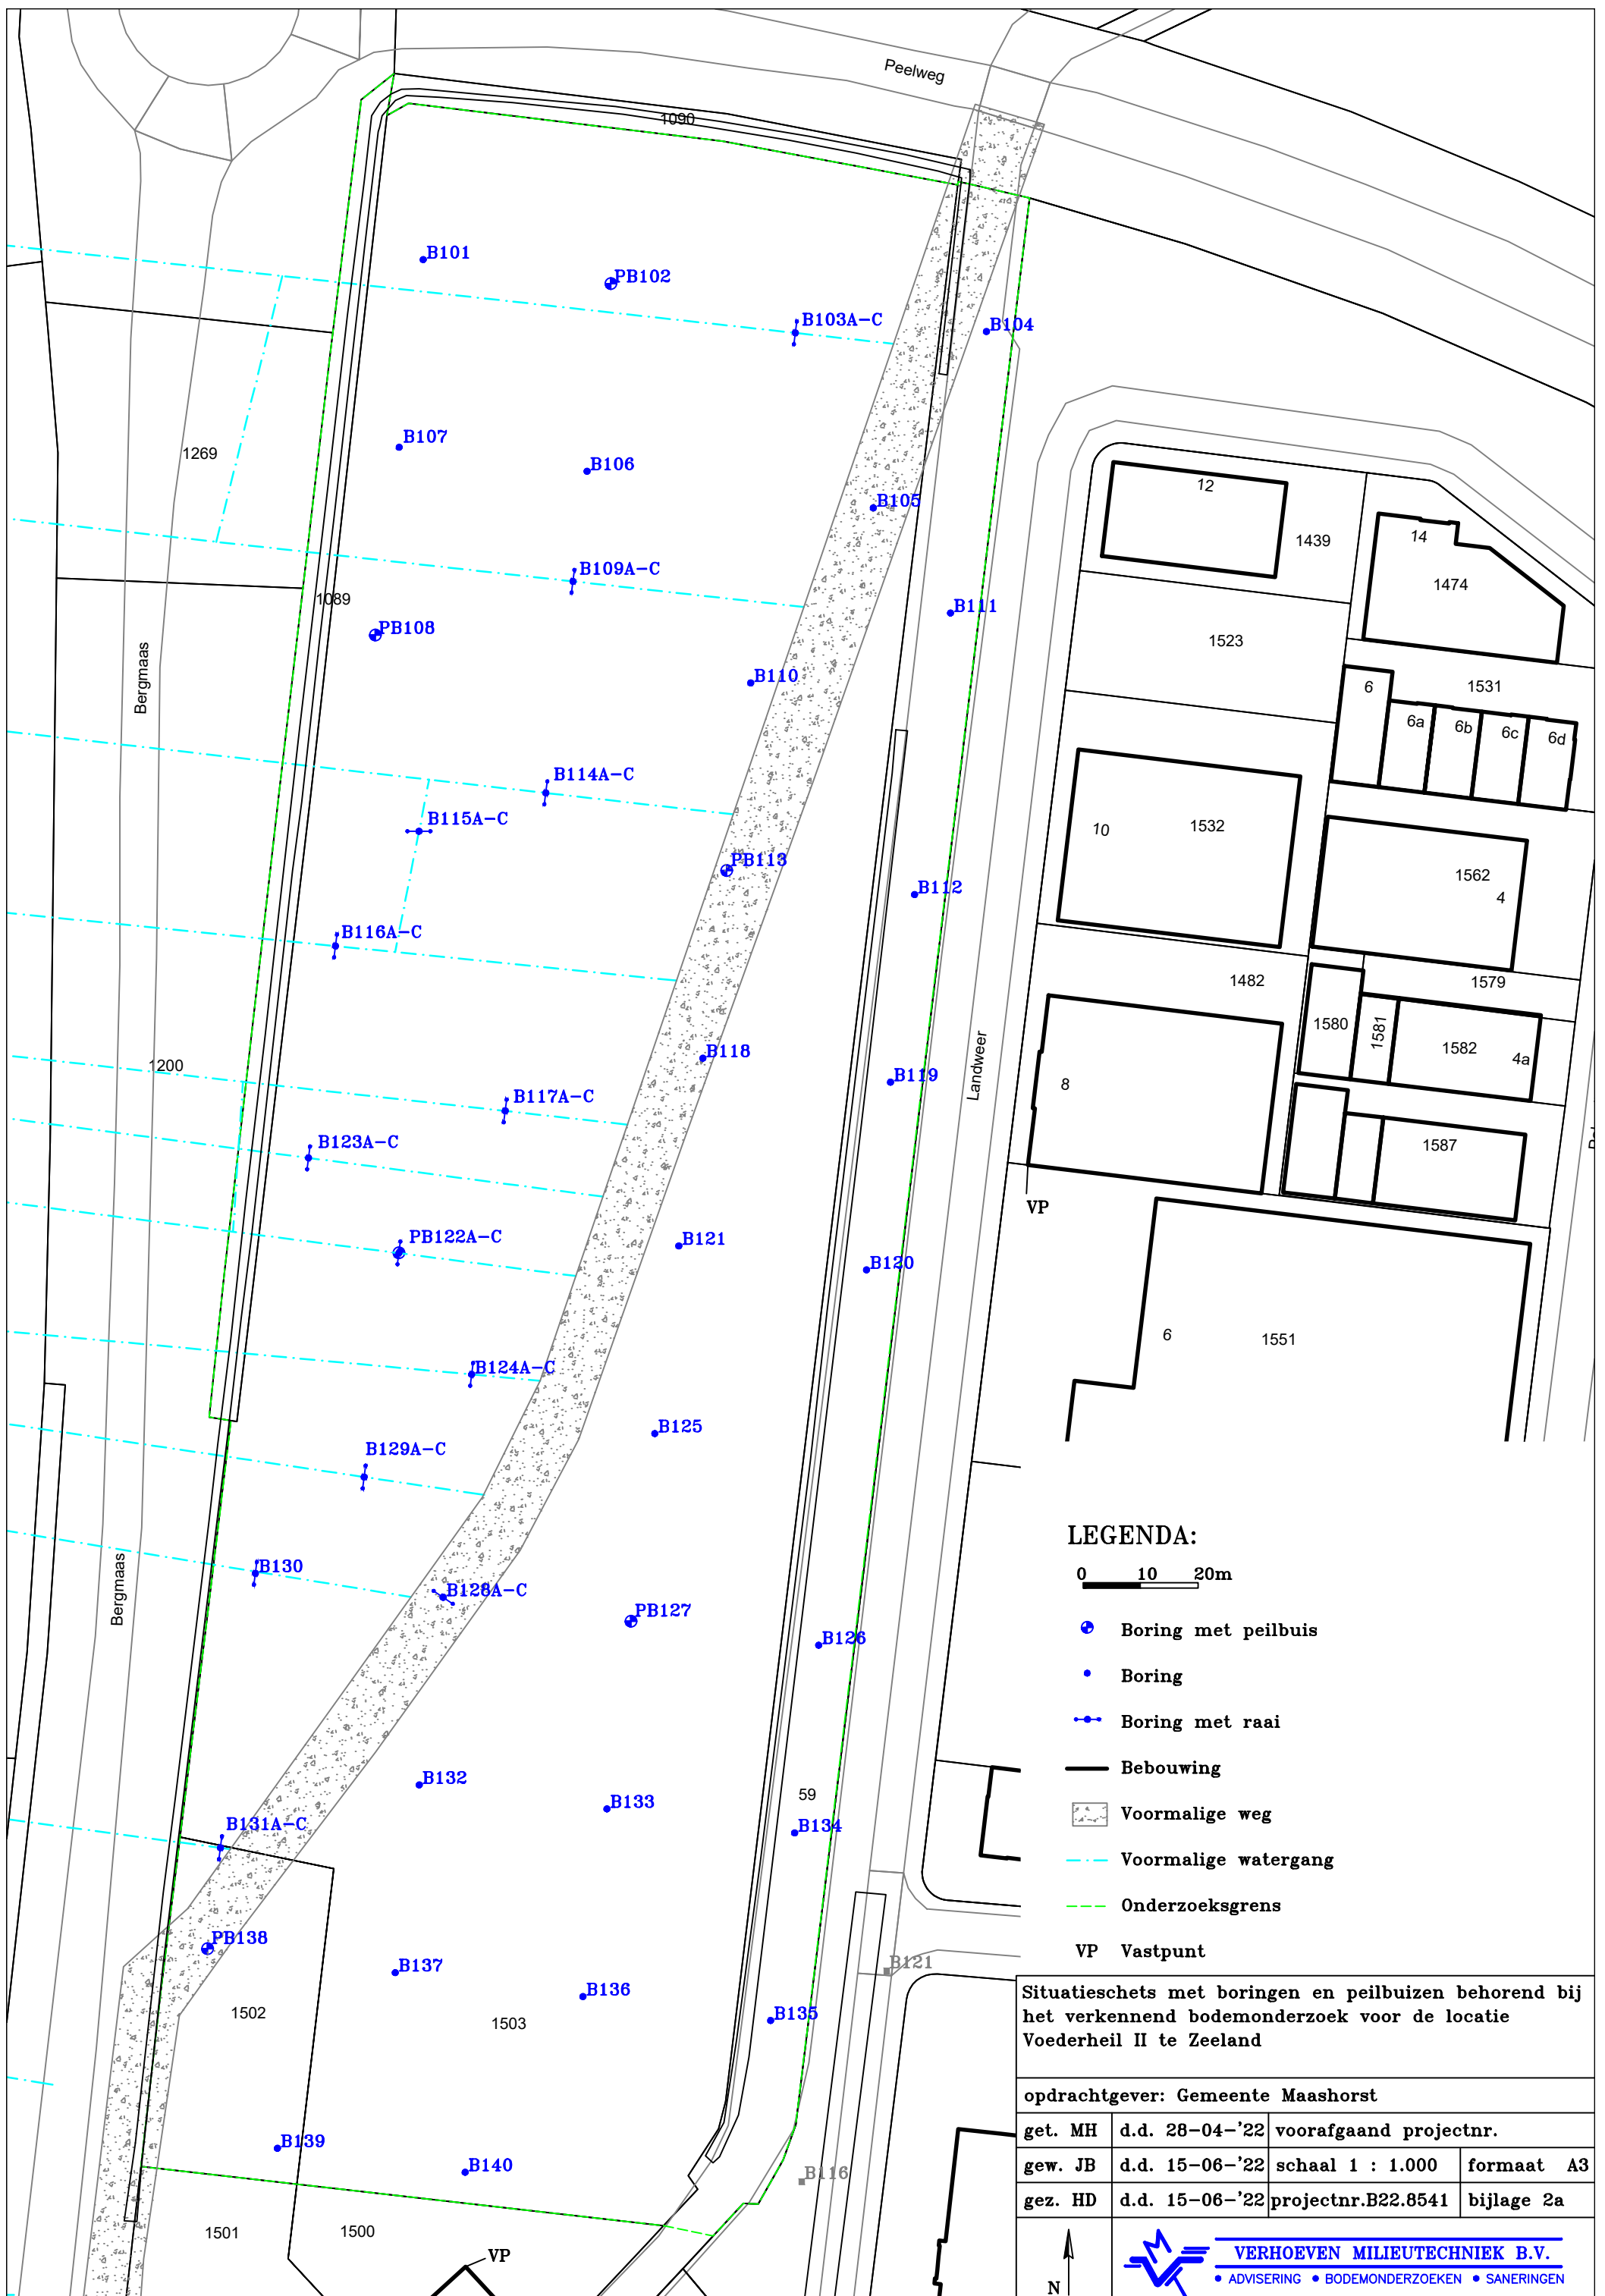 Peelweg
1090
B101
PB102
B103A-C
B104
1269
B107
B106
B105
12
1439
14
1474
1089
B109A-C
PB108
B111
1523
Bergmaas
B110
6
1531
6a
6b
6c
6d
B114A-C
B115A-C
10
1532
PB113
1562
4
B112
B116A-C
1482
1579
1580
1581
1582
4a
Landweer
1200
B118
B119
8
B117A-C
B123A-C
1587
VP
PB122A-C
B121
B120
6
1551
B124A-C
B125
B129A-C
Bergmaas
B130
B128A-C
PB127
B126
LEGENDA:
0 10 20m
Boring met peilbuis
Boring
Boring met raai
Bebouwing
Voormalige weg
Voormalige watergang
Onderzoeksgrens
VP Vastpunt
B132
B133
59
B134
B131A-C
PB138
B137
B136
B121
B135
1502
1503
B139
B140
B116
1501
1500
VP
Situatieschets met boringen en peilbuizen behorend bij
het verkennend bodemonderzoek voor de locatie
Voederheil II te Zeeland
opdrachtgever: Gemeente Maashorst
get. MH d.d. 28-04-'22 voorafgaand projectnr.
gew. JB d.d. 15-06-'22 schaal 1 : 1.000 formaat A3
gez. HD d.d. 15-06-'22 projectnr.B22.8541 bijlage 2a
N
VERHOEVEN MILIEUTECHNIEK B.V.
• ADVISERING • BODEMONDERZOEKEN • SANERINGEN